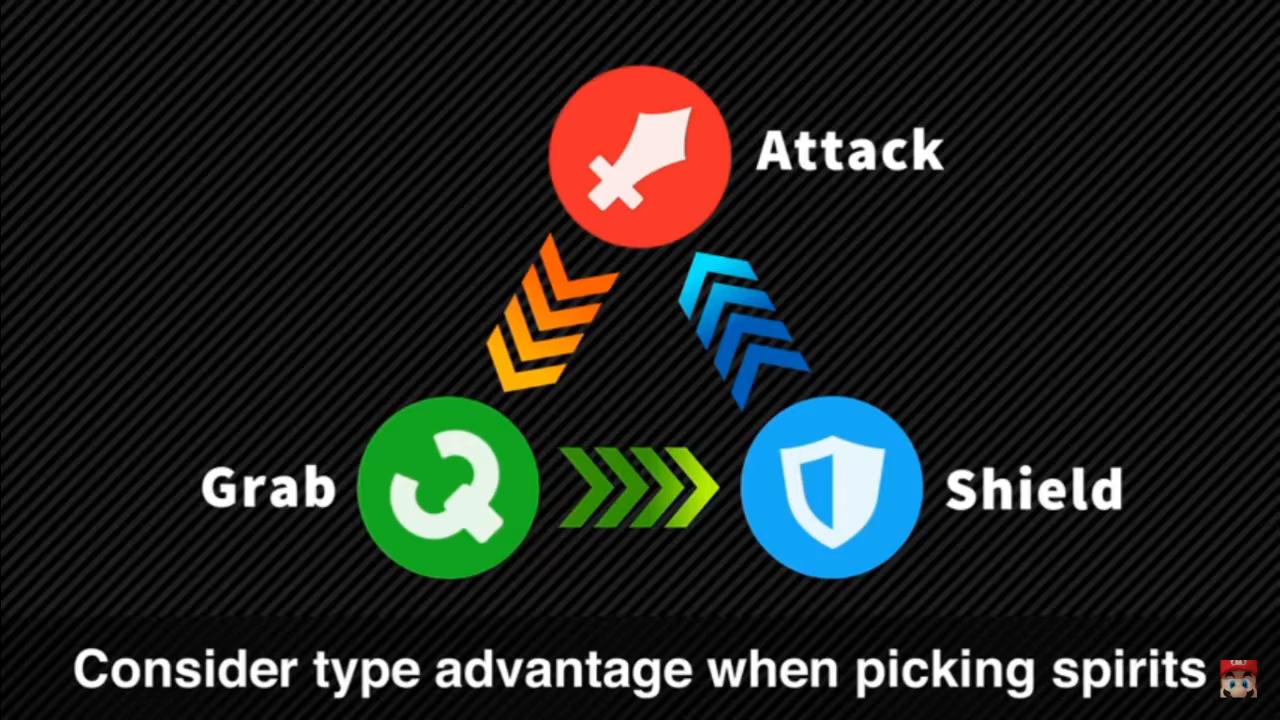 Attack
Grab
Shield
Consider type advantage when picking spirits